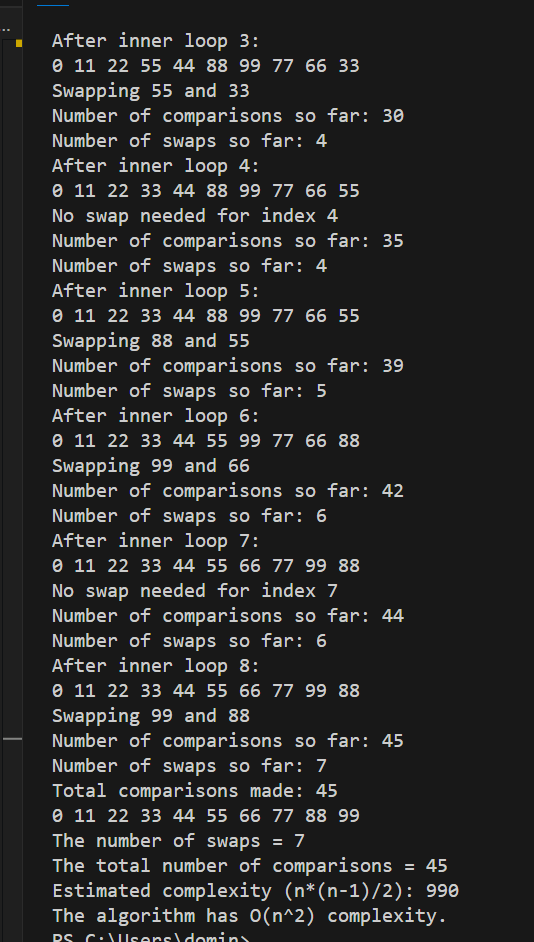 ...
After inner loop 3:
0 11 22 55 44 88 99 77 66 33
Swapping 55 and 33
Number of comparisons so far: 30
Number of swaps so far: 4
After inner loop 4:
0 11 22 33 44 88 99 77 66 55
No swap needed for index 4
Number of comparisons so far: 35
Number of swaps so far: 4
After inner loop 5:
0 11 22 33 44 88 99 77 66 55
Swapping 88 and 55
Number of comparisons so far: 39
Number of swaps so far: 5
After inner loop 6:
0 11 22 33 44 55 99 77 66 88
Swapping 99 and 66
Number of comparisons so far: 42
Number of swaps so far: 6
After inner loop 7:
0 11 22 33 44 55 66 77 99 88
No swap needed for index 7
Number of comparisons so far: 44
Number of swaps so far: 6
After inner loop 8:
0 11 22 33 44 55 66 77 99 88
Swapping 99 and 88
Number of comparisons so far: 45
Number of swaps so far: 7
Total comparisons made: 45
0 11 22 33 44 55 66 77 88 99
The number of swaps = 7
The total number of comparisons = 45
Estimated complexity (n*(n-1)/2): 990
The algorithm has O(n^2) complexity.
PS C:\Users\domin>